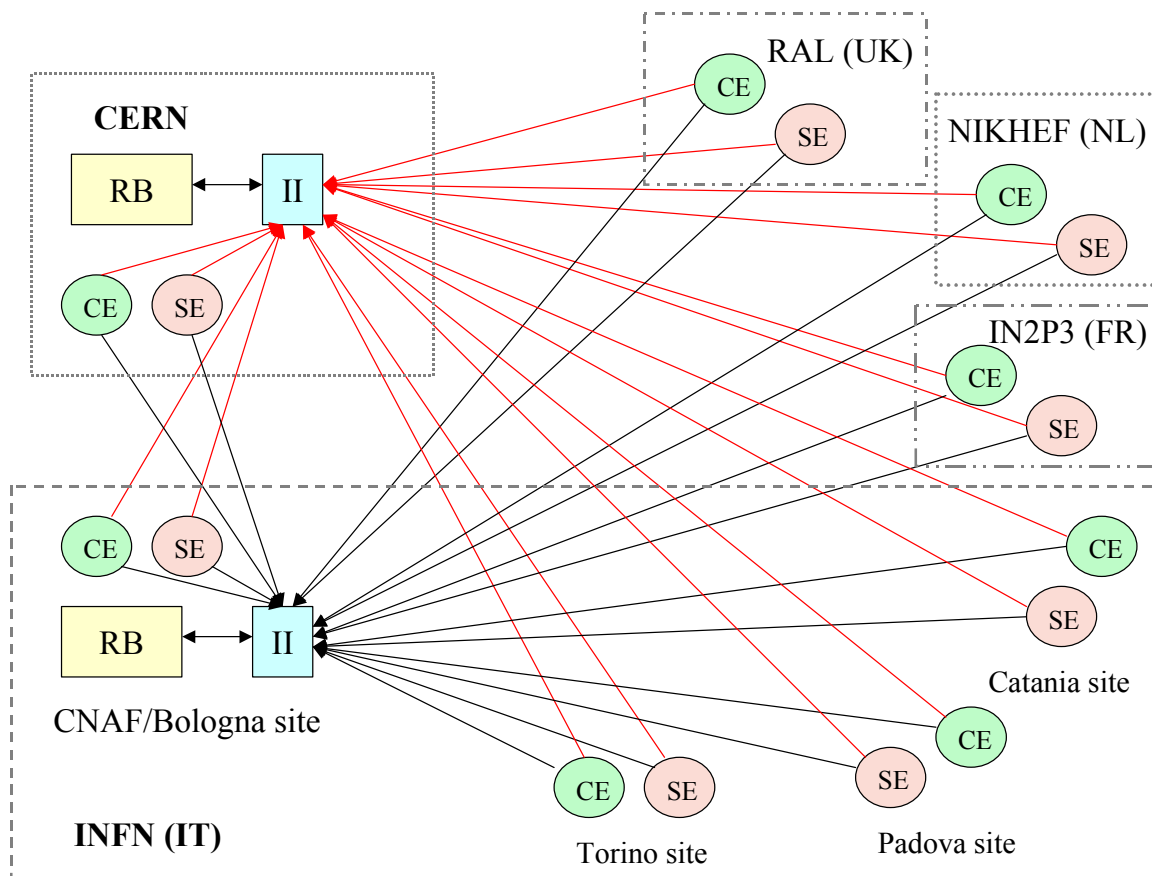 RAL (UK)
CE
SE
CERN
RB
II
CE
SE
NIKHEF (NL)
CE
SE
IN2P3 (FR)
CE
SE
CE
SE
RB
II
CNAF/Bologna site
CE
SE
Catania site
CE
SE
Padova site
CE
SE
Torino site
INFN (IT)